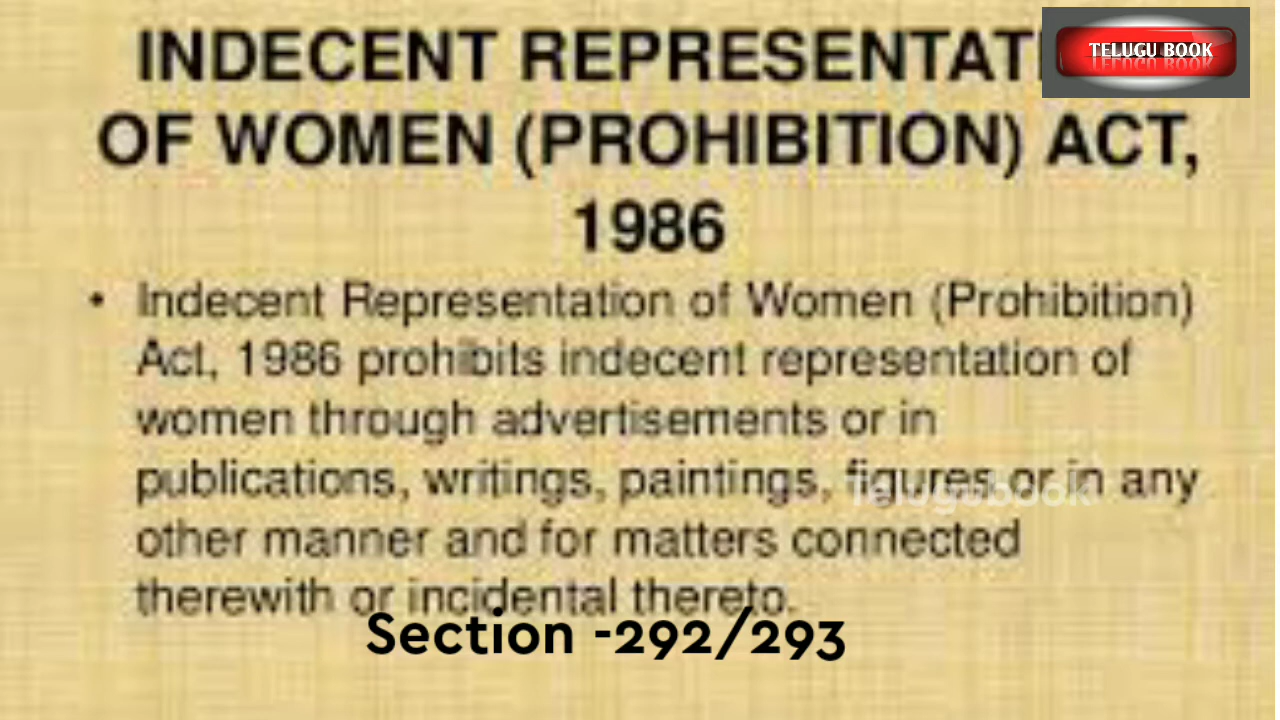 INDECENT REPRESENTATI
TELUGU BOOK
OF WOMEN (PROHIBITION) ACT,
1986
• Indecent Representation of Women (Prohibition)
Act, 1986 prohibits indecent representation of
women through advertisements or in
publications, writings, paintings, figures or in any
Telugubook
other manner and for matters connected
therewith or incidental thereto.
Section -292/293